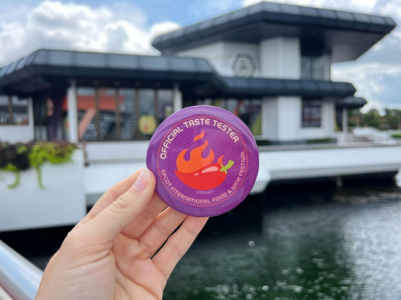 OFFICIAL TASTE TESTER
EPCOT INTERNATIONAL FOOD & WINE FESTIVAL